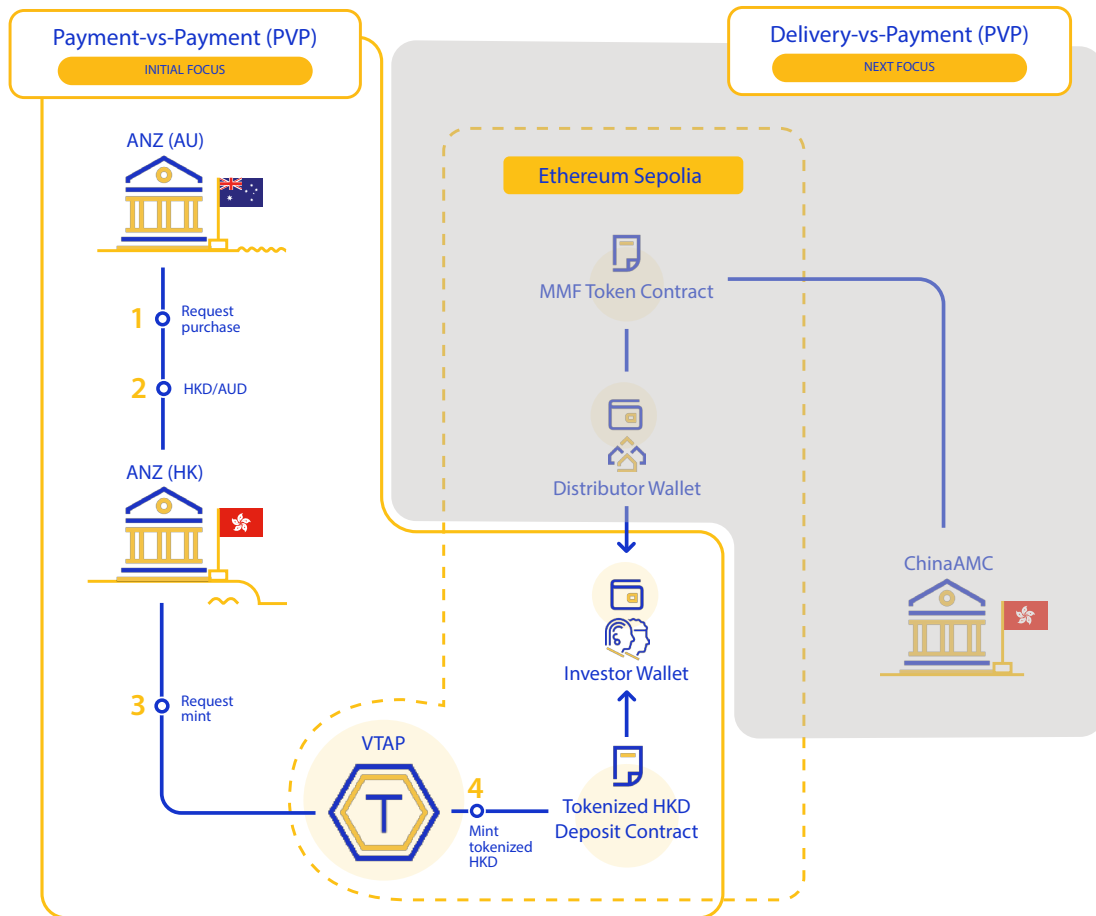 Payment-vs-Payment (PVP)
INITIAL FOCUS
Delivery-vs-Payment (PVP)
NEXT FOCUS
ANZ (AU)
Ethereum Sepolia
MMF Token Contract
1
Request
purchase
2
HKD/AUD
ANZ (HK)
Distributor Wallet
ChinaAMC
Investor Wallet
3
Request
mint
VTAP
T
4
Mint
tokenized
HKD
Tokenized HKD
Deposit Contract